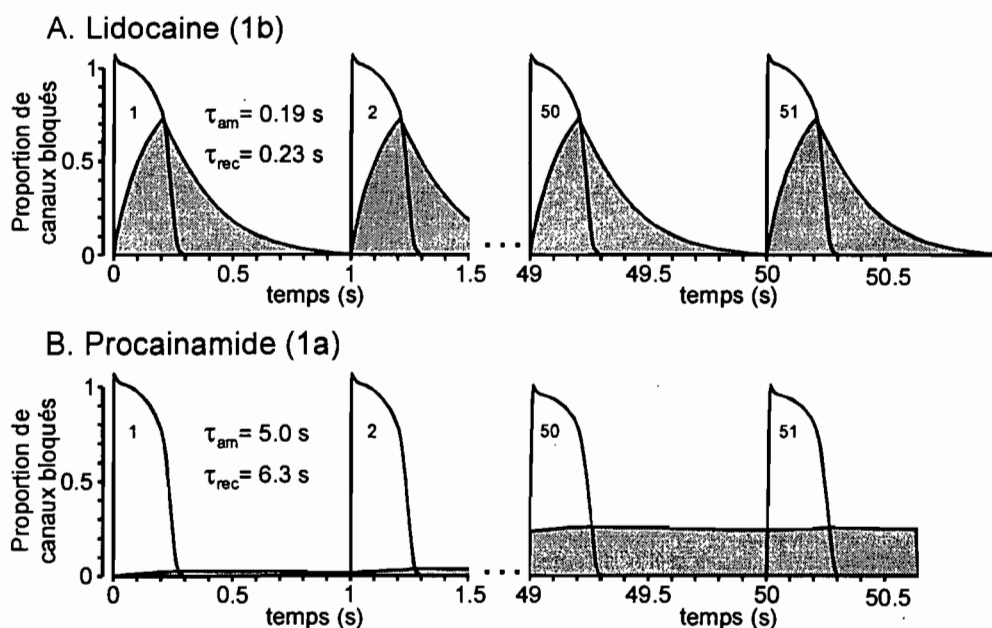 A. Lidocaine (1b)
Proportion de
canaux bloqués
1
0.5
0
1
τam= 0.19 s
τrec= 0.23 s
2
50
51
...
0
0.5
1
1.5
49
49.5
50
50.5
temps (s)
temps (s)
B. Procainamide (1a)
Proportion de
canaux bloqués
1
0.5
0
1
τam= 5.0 s
τrec= 6.3 s
2
50
51
...
0
0.5
1
1.5
49
49.5
50
50.5
temps (s)
temps (s)